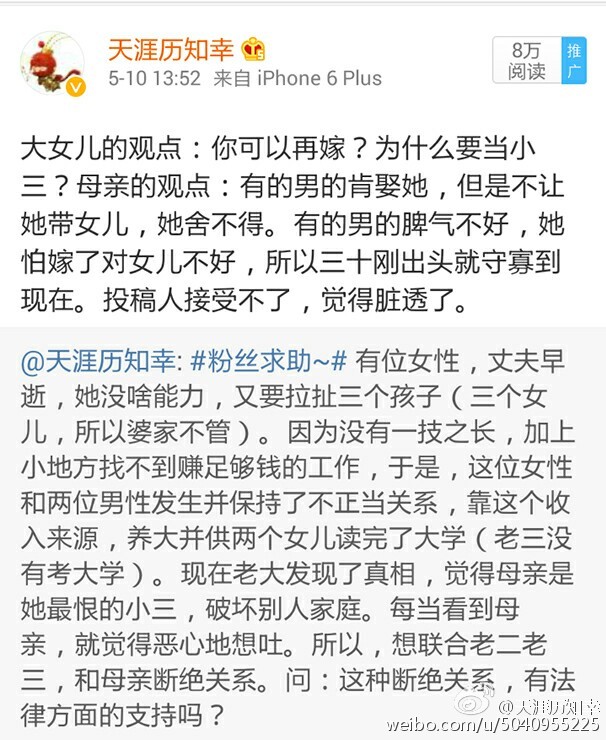 天涯历知幸
8万
阅读
推
广
5-10 13:52 来自 iPhone 6 Plus
大女儿的观点：你可以再嫁？为什么要当小
三？母亲的观点：有的男的肯娶她，但是不让
她带女儿，她舍不得。有的男的脾气不好，她
怕嫁了对女儿不好，所以三十刚出头就守寡到
现在。投稿人接受不了，觉得脏透了。
@天涯历知幸: #粉丝求助~# 有位女性，丈夫早
逝，她没啥能力，又要拉扯三个孩子（三个女
儿，所以婆家不管）。因为没有一技之长，加上
小地方找不到赚足够钱的工作，于是，这位女性
和两位男性发生并保持了不正当关系，靠这个收
入来源，养大并供两个女儿读完了大学（老三没
有考大学）。现在老大发现了真相，觉得母亲是
她最恨的小三，破坏别人家庭。每当看到母
亲，就觉得恶心地想吐。所以，想联合老二老
三，和母亲断绝关系。问：这种断绝关系，有法
律方面的支持吗？
@天涯历知幸
weibo.com/u/5040955225